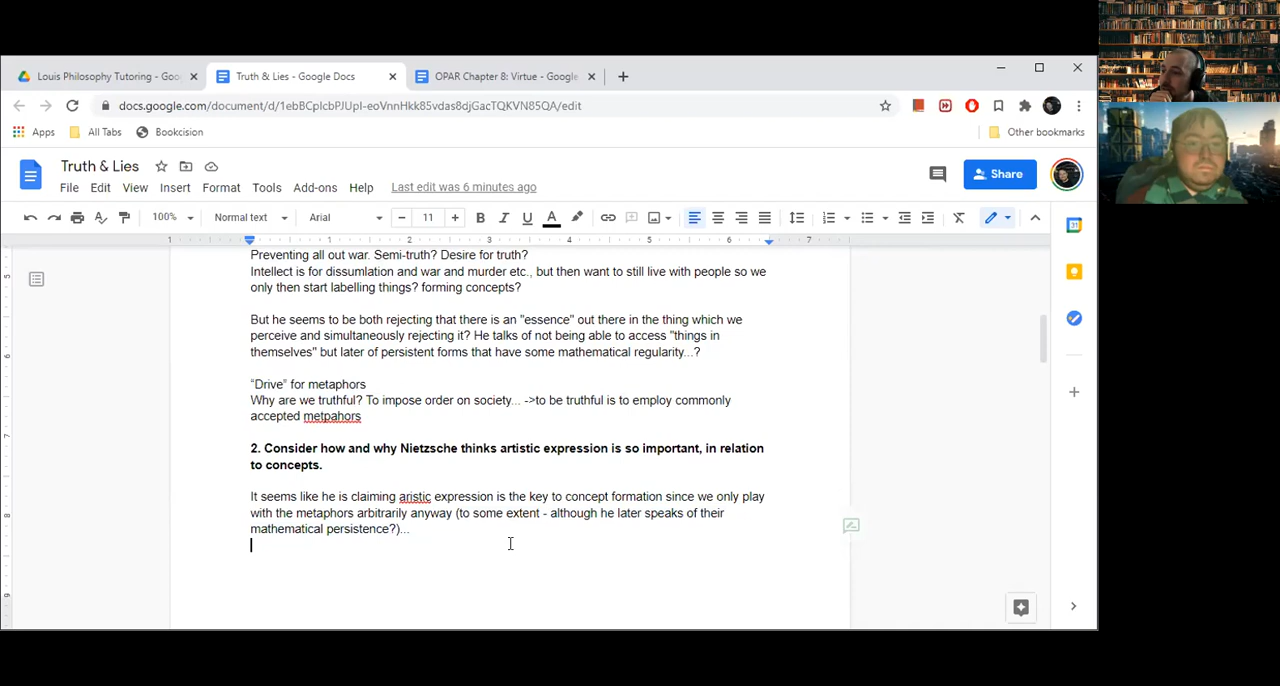 Louis Philosophy Tutoring - Goo
Truth & Lies - Google Docs
OPAR Chapter 8: Virtue - Google
Apps
All Tabs
Bookcision
Other bookmarks
Truth & Lies
File Edit View Insert Format Tools Add-ons Help Last edit was 6 minutes ago
Share
100% Normal text Arial 11
1 1 2 3 4 5 6 7
Preventing all out war. Semi-truth? Desire for truth?
Intellect is for dissumlation and war and murder etc., but then want to still live with people so we
only then start labelling things? forming concepts?
But he seems to be both rejecting that there is an "essence" out there in the thing which we
perceive and simultaneously rejecting it? He talks of not being able to access "things in
themselves" but later of persistent forms that have some mathematical regularity...?
“Drive” for metaphors
Why are we truthful? To impose order on society... ->to be truthful is to employ commonly
accepted metpahors
2. Consider how and why Nietzsche thinks artistic expression is so important, in relation
to concepts.
It seems like he is claiming aristic expression is the key to concept formation since we only play
with the metaphors arbitrarily anyway (to some extent - although he later speaks of their
mathematical persistence?)...